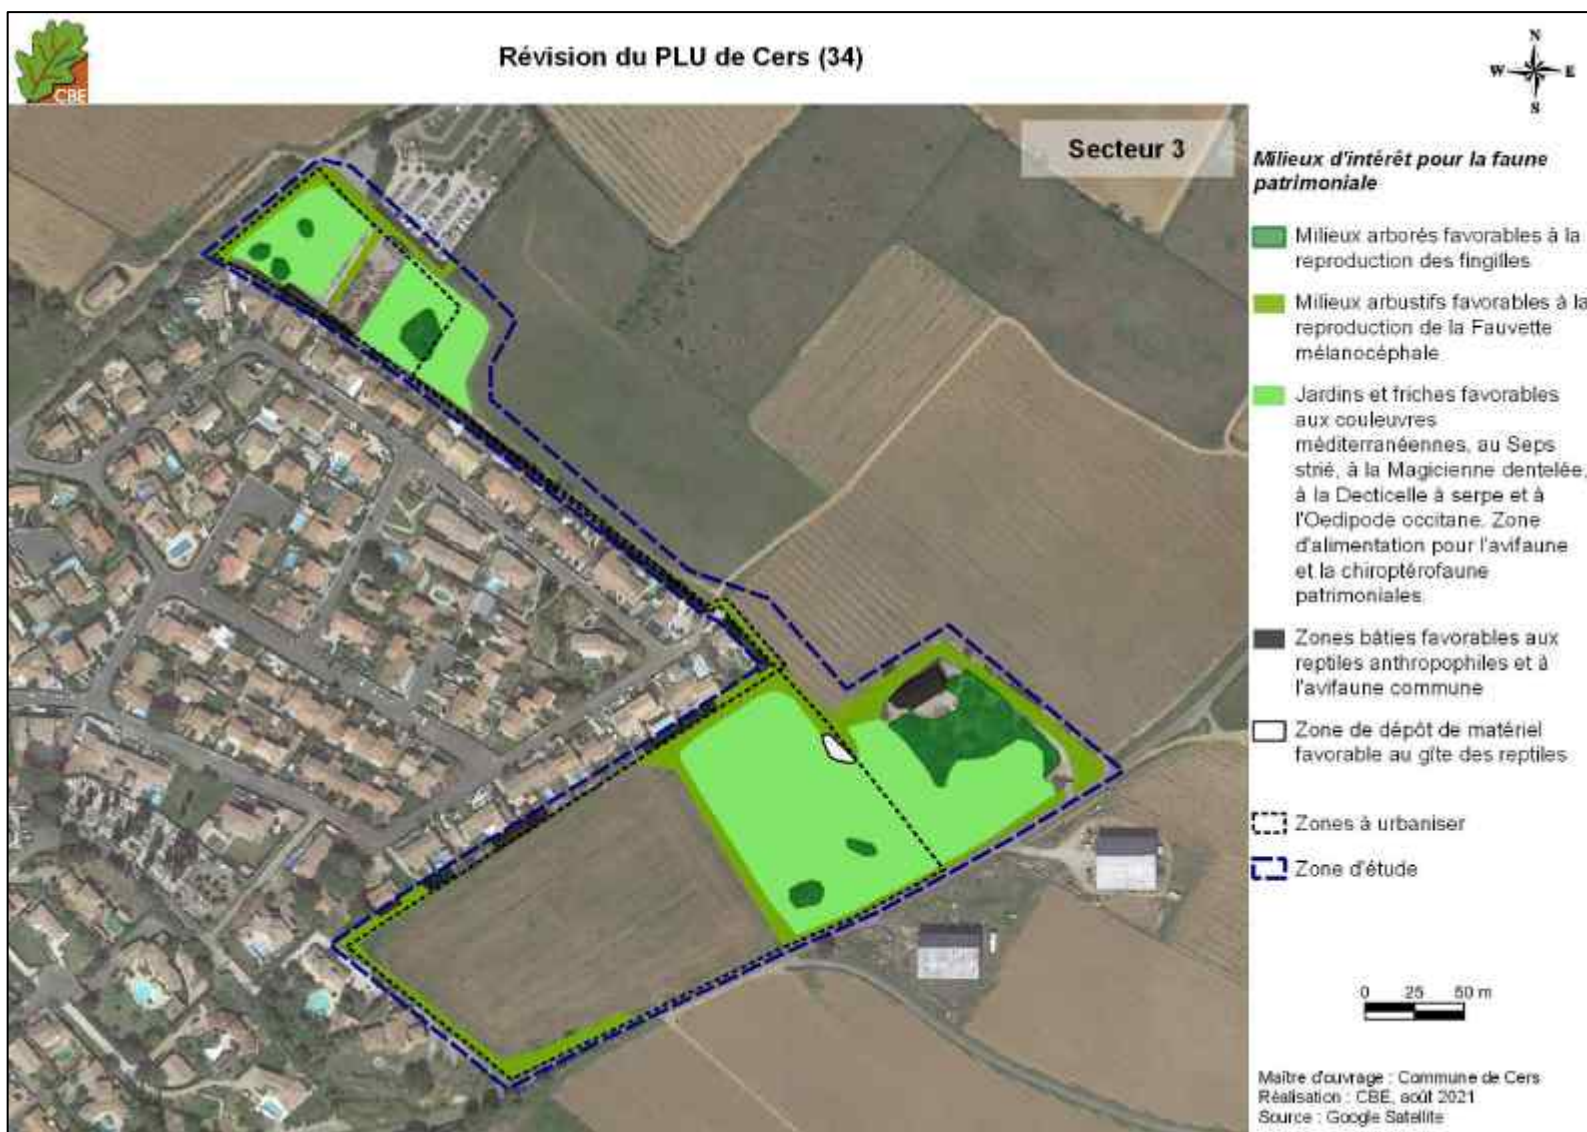 CBE
Révision du PLU de Cers (34)
N
W E
S
Secteur 3
Milieux d'intérêt pour la faune
patrimoniale
Milieux arborés favorables à la
reproduction des fingilles
Milieux arbustifs favorables à la
reproduction de la Fauvette
mélanocéphale
Jardins et friches favorables
aux couleuvres
méditerranéennes, au Seps
strié, à la Magicienne dentelée,
à la Decticelle à serpe et à
l'Oedipode occitane. Zone
d'alimentation pour l'avifaune
et la chiroptérofaune
patrimoniales.
Zones bâties favorables aux
reptiles anthropophiles et à
l'avifaune commune
Zone de dépôt de matériel
favorable au gîte des reptiles
Zones à urbaniser
Zone d'étude
0 25 50 m
Maître d'ouvrage : Commune de Cers
Réalisation : CBE, août 2021
Source : Google Satellite